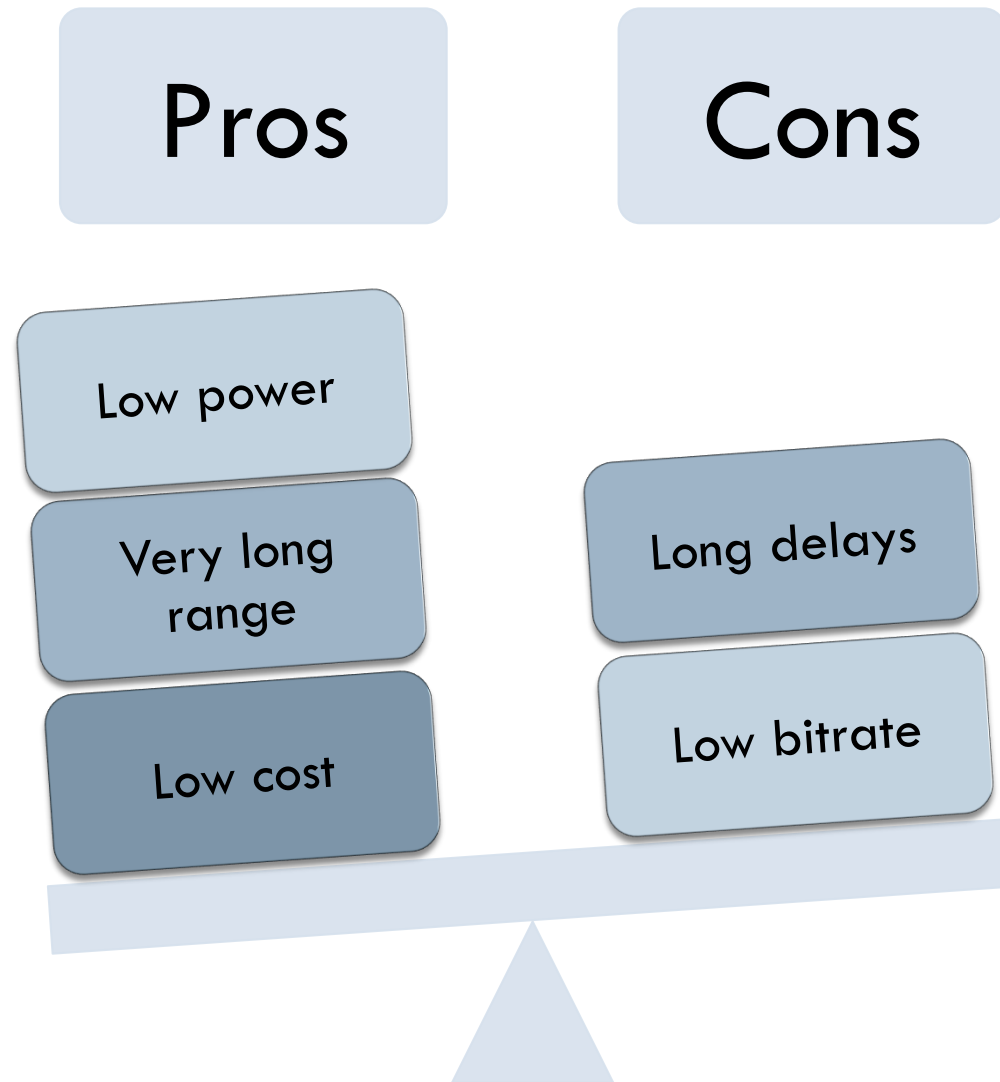 Pros
Cons
Low power
Very long
range
Low cost
Long delays
Low bitrate